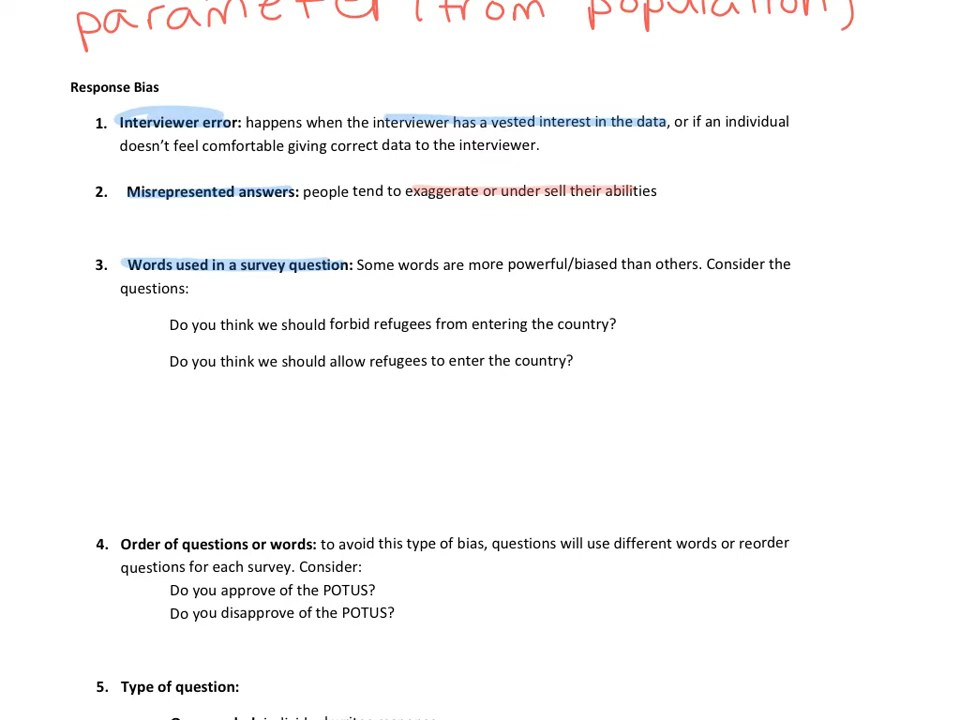 parameter (from population)
Response Bias
1. Interviewer error: happens when the interviewer has a vested interest in the data, or if an individual
doesn’t feel comfortable giving correct data to the interviewer.
2. Misrepresented answers: people tend to exaggerate or under sell their abilities
3. Words used in a survey question: Some words are more powerful/biased than others. Consider the
questions:
Do you think we should forbid refugees from entering the country?
Do you think we should allow refugees to enter the country?
4. Order of questions or words: to avoid this type of bias, questions will use different words or reorder
questions for each survey. Consider:
Do you approve of the POTUS?
Do you disapprove of the POTUS?
5. Type of question: